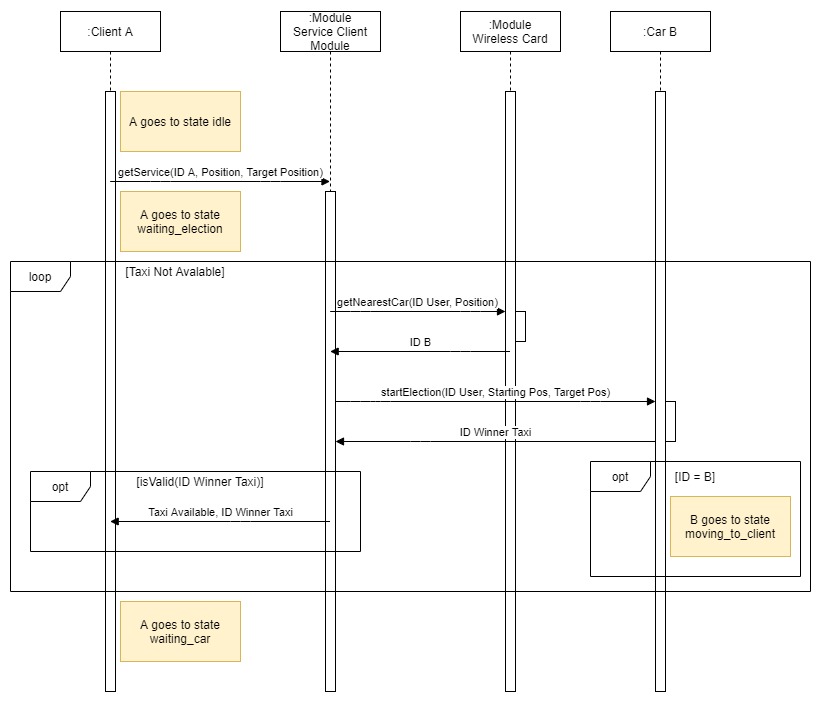 :Client A
:Module
Service Client
Module
:Module
Wireless Card
:Car B
A goes to state idle
getService(ID A, Position, Target Position)
A goes to state
waiting_election
loop
[Taxi Not Avalable]
getNearestCar(ID User, Position)
ID B
startElection(ID User, Starting Pos, Target Pos)
ID Winner Taxi
opt
[isValid(ID Winner Taxi)]
Taxi Available, ID Winner Taxi
opt
[ID = B]
B goes to state
moving_to_client
A goes to state
waiting_car